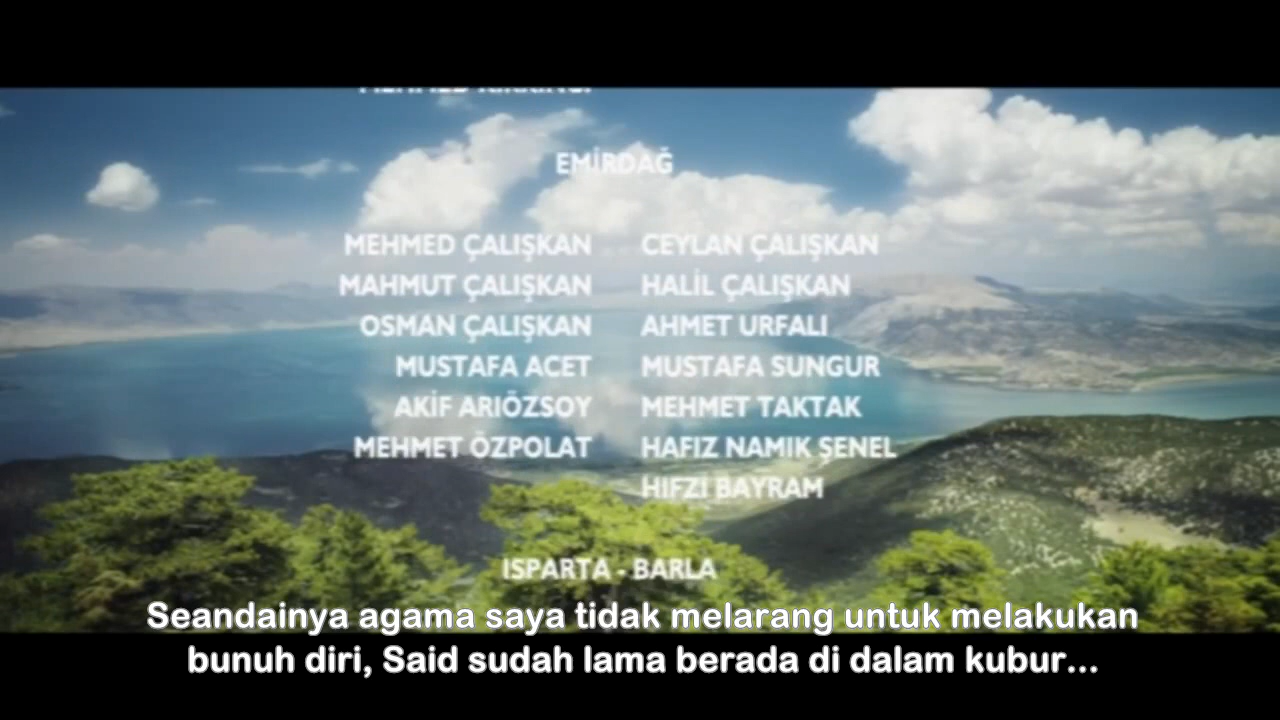 EMİRDAĞ
MEHMED ÇALIŞKAN CEYLAN ÇALIŞKAN
MAHMUT ÇALIŞKAN HALİL ÇALIŞKAN
OSMAN ÇALIŞKAN AHMET URFALI
MUSTAFA ACET MUSTAFA SUNGUR
AKİF ARIÖZSOY MEHMET TAKTAK
MEHMET ÖZPOLAT HAFIZ NAMIK ŞENEL
HIFZI BAYRAM
ISPARTA - BARLA
Seandainya agama saya tidak melarang untuk melakukan
bunuh diri, Said sudah lama berada di dalam kubur...